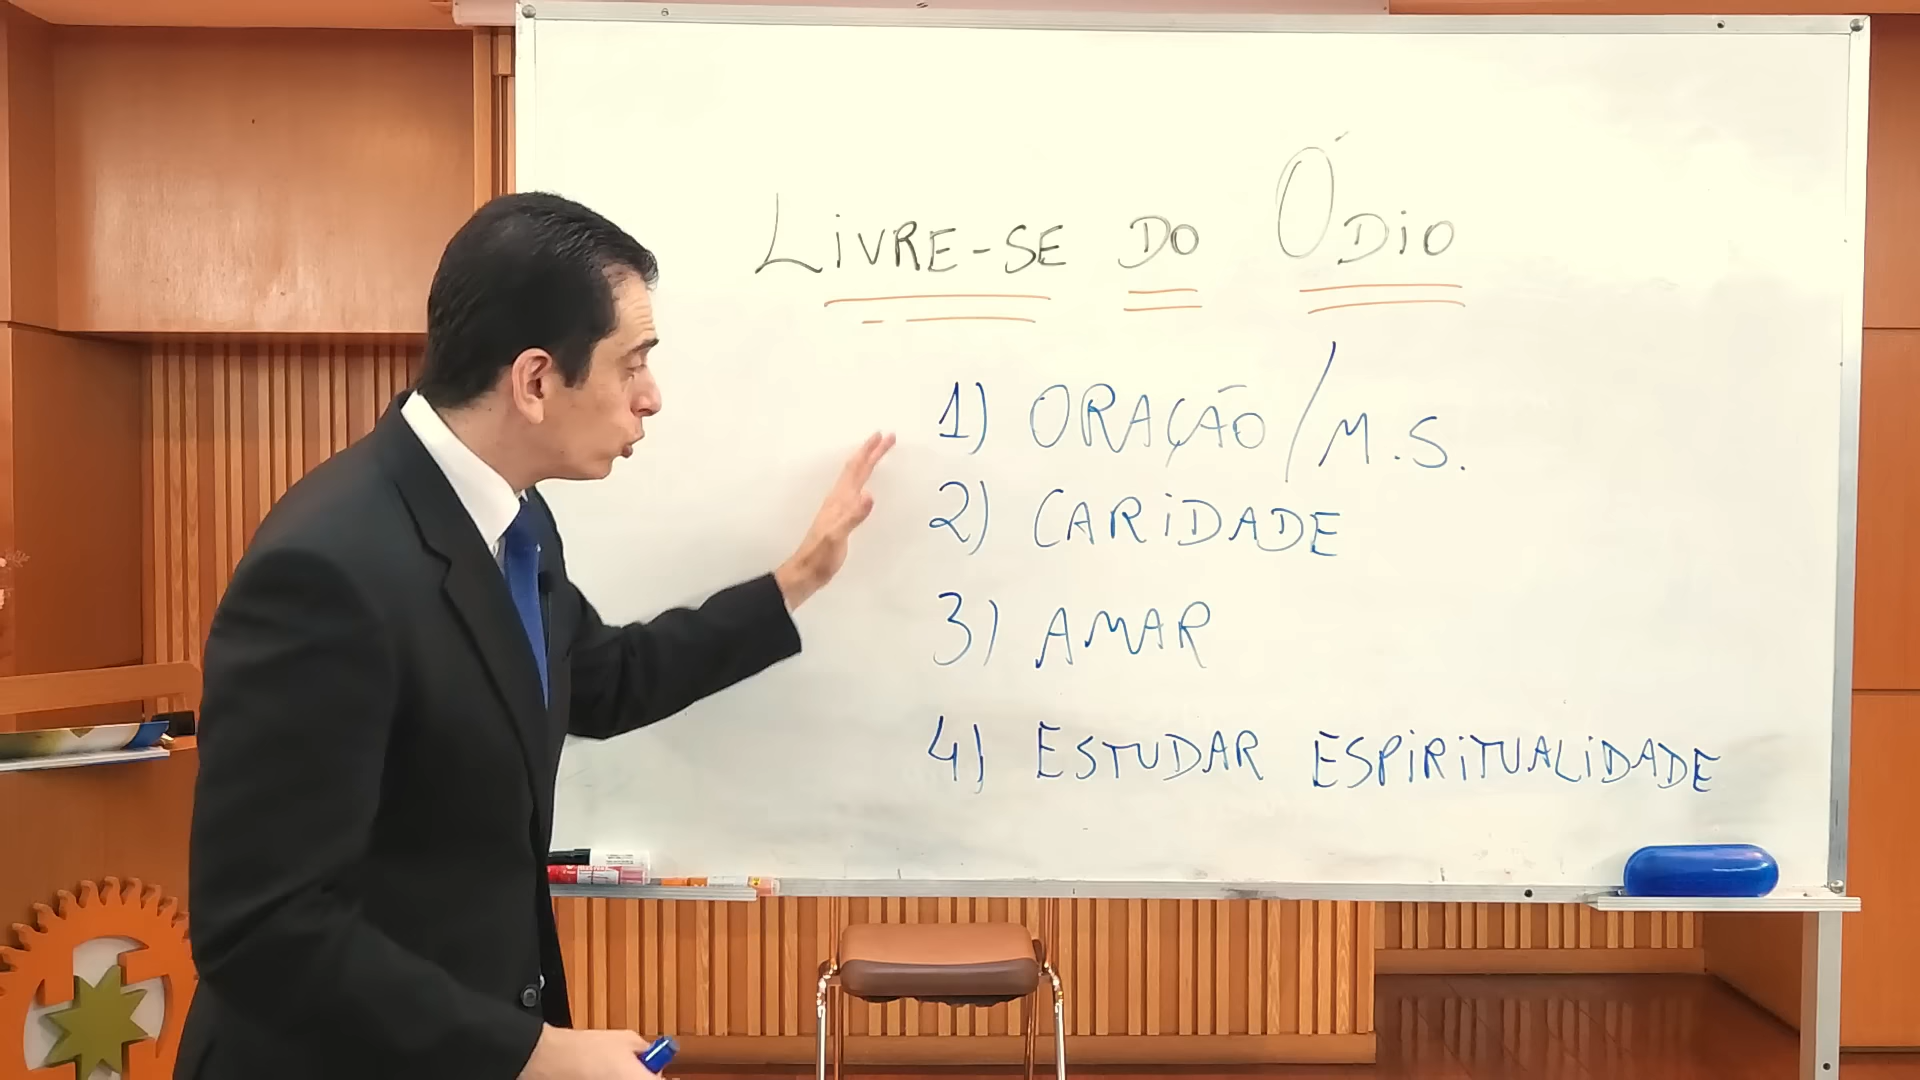 LiVRE-SE DO ÓDiO
1) ORAÇÃO/M.S.
2) CARiDADE
3) AMAR
4) ESTUDAR ESPiRiTUALiDADE